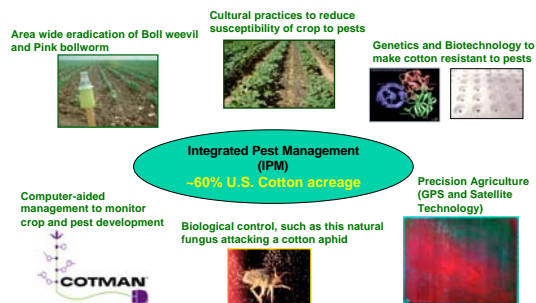 Cultural practices to reduce
susceptibility of crop to pests
Area wide eradication of Boll weevil
and Pink bollworm
Genetics and Biotechnology to
make cotton resistant to pests
Integrated Pest Management
(IPM)
~60% U.S. Cotton acreage
Computer-aided
management to monitor
crop and pest development
COTMAN™
Biological control, such as this natural
fungus attacking a cotton aphid
Precision Agriculture
(GPS and Satellite
Technology)